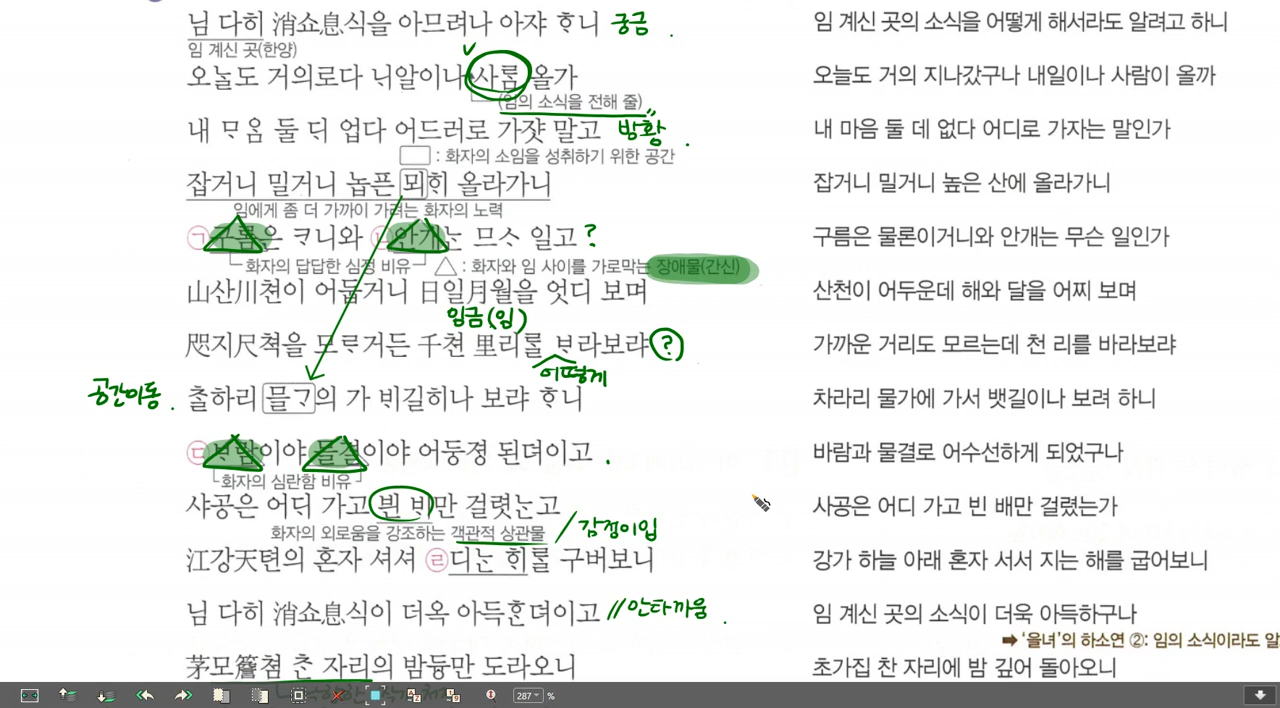 님 다히 消쇼息식을 아므려나 아쟈 ᄒᆞ니 궁금 .
임 계신 곳의 소식을 어떻게 해서라도 알려고 하니
임 계신 곳(한양)
오ᄂᆞᆯ도 거의로다 ᄂᆡ일이나 사ᄅᆞᆷ 올가
오늘도 거의 지나갔구나 내일이나 사람이 올까
(임의 소식을 전해 줄)
내 ᄆᆞ옴 둘 ᄃᆡ 업다 어드러로 가쟛 말고 방황 .
내 마음 둘 데 없다 어디로 가자는 말인가
: 화자의 소임을 성취하기 위한 공간
잡거니 밀거니 놉픈 뫼ᄒᆡ 올라가니
잡거니 밀거니 높은 산에 올라가니
임에게 좀 더 가까이 가려는 화자의 노력
㉠구름은 ᄏᆞ니와 ㉡안개ᄂᆞᆫ 므ᄉᆞ 일고 ?
구름은 물론이거니와 안개는 무슨 일인가
화자의 답답한 심정 비유 △ : 화자와 임 사이를 가로막는 장애물(간신)
山산川쳔이 어둡거니 日일月월을 엇디 보며
산천이 어두운데 해와 달을 어찌 보며
임금(임)
咫지尺쳑을 모ᄅᆞ거든 千쳔 里리ᄅᆞᆯ ᄇᆞ라보랴 ?
가까운 거리도 모르는데 천 리를 바라보랴
어떻게
공간이동 . 찰하리 믈ᄀᆞ의 가 ᄇᆡ길히나 보랴 ᄒᆞ니
차라리 물가에 가서 뱃길이나 보려 하니
㉢ᄇᆞ람이야 믈결이야 어둥졍 된뎌이고 .
바람과 물결로 어수선하게 되었구나
화자의 심란함 비유
샤공은 어ᄃᆡ 가고 븬 ᄇᆡ만 걸렷ᄂᆞᆫ고
사공은 어디 가고 빈 배만 걸렸는가
화자의 외로움을 강조하는 객관적 상관물 / 감정이입
江강天텬의 혼자 셔셔 ㉣디ᄂᆞᆫ ᄒᆡᄅᆞᆯ 구버보니
강가 하늘 아래 혼자 서서 지는 해를 굽어보니
님 다히 消쇼息식이 더옥 아득ᄒᆞᆫ뎌이고 // 안타까움 .
임 계신 곳의 소식이 더욱 아득하구나
➡ '을녀'의 하소연 ②: 임의 소식이라도 알
茅모簷쳠 ᄎᆞᆫ 자리의 밤듕만 도라오니
초가집 찬 자리에 밤 깊어 돌아오니
287 %